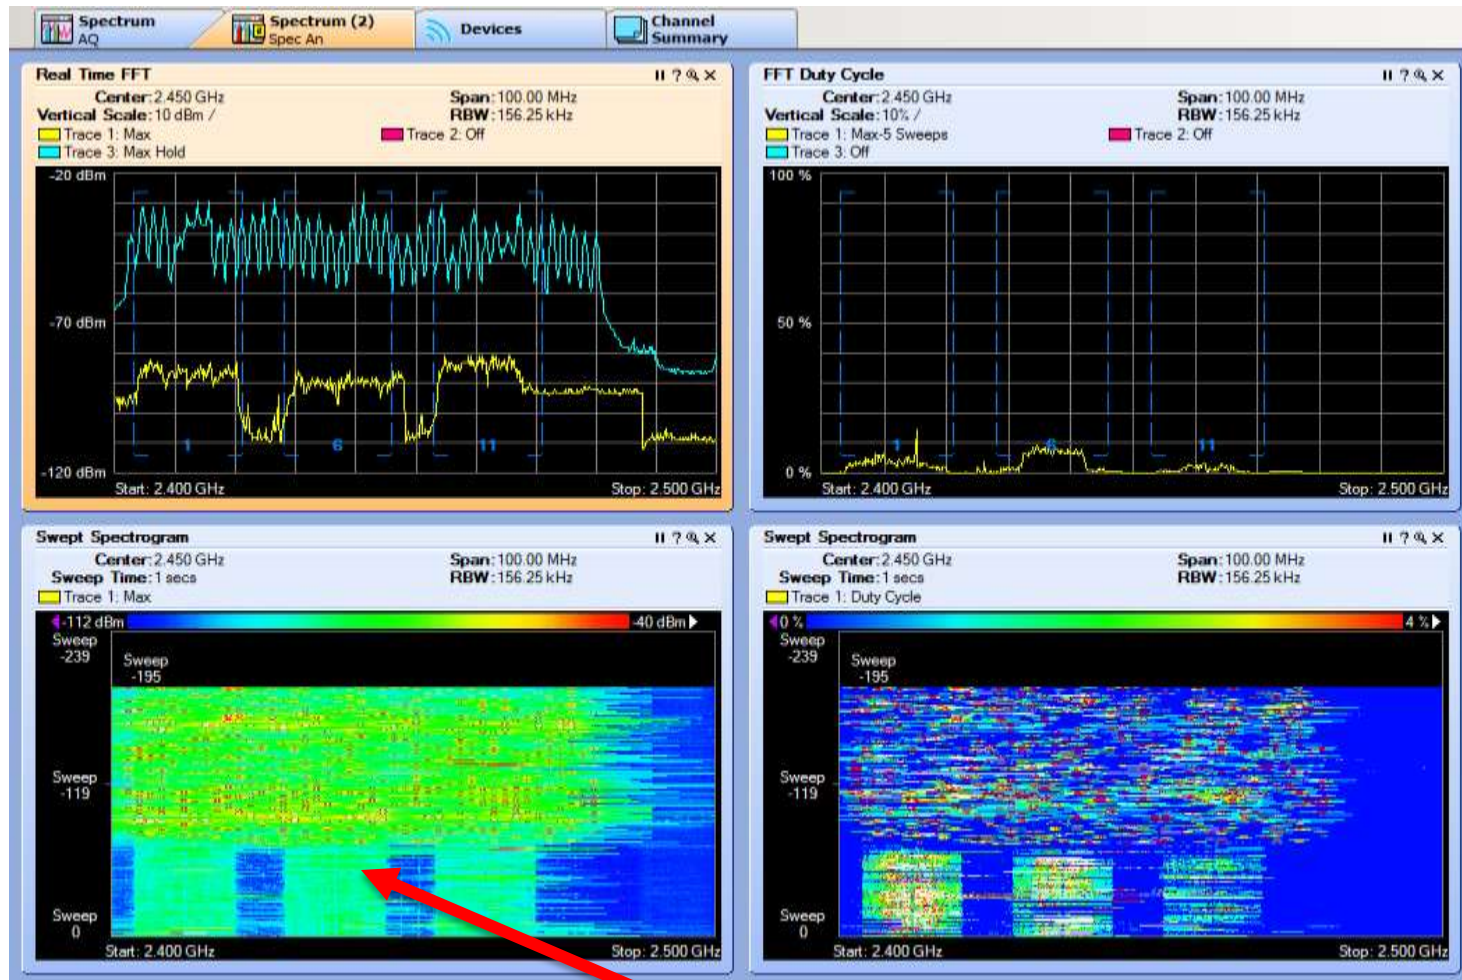 Spectrum
AQ
Spectrum (2)
Spec An
Devices
Channel
Summary
Real Time FFT
Center: 2.450 GHz
Span: 100.00 MHz
Vertical Scale: 10 dBm /
RBW: 156.25 kHz
Trace 1: Max
Trace 2: Off
Trace 3: Max Hold
-20 dBm
-70 dBm
1
6
11
-120 dBm
Start: 2.400 GHz
Stop: 2.500 GHz
FFT Duty Cycle
Center: 2.450 GHz
Span: 100.00 MHz
Vertical Scale: 10% /
RBW: 156.25 kHz
Trace 1: Max-5 Sweeps
Trace 2: Off
Trace 3: Off
100 %
50 %
1
6
11
0 %
Start: 2.400 GHz
Stop: 2.500 GHz
Swept Spectrogram
Center: 2.450 GHz
Span: 100.00 MHz
Sweep Time: 1 secs
RBW: 156.25 kHz
Trace 1: Max
-112 dBm
-40 dBm
Sweep
-239
Sweep
-195
Sweep
-119
Sweep
0
Start: 2.400 GHz
Stop: 2.500 GHz
Swept Spectrogram
Center: 2.450 GHz
Span: 100.00 MHz
Sweep Time: 1 secs
RBW: 156.25 kHz
Trace 1: Duty Cycle
0 %
4 %
Sweep
-239
Sweep
-195
Sweep
-119
Sweep
0
Start: 2.400 GHz
Stop: 2.500 GHz